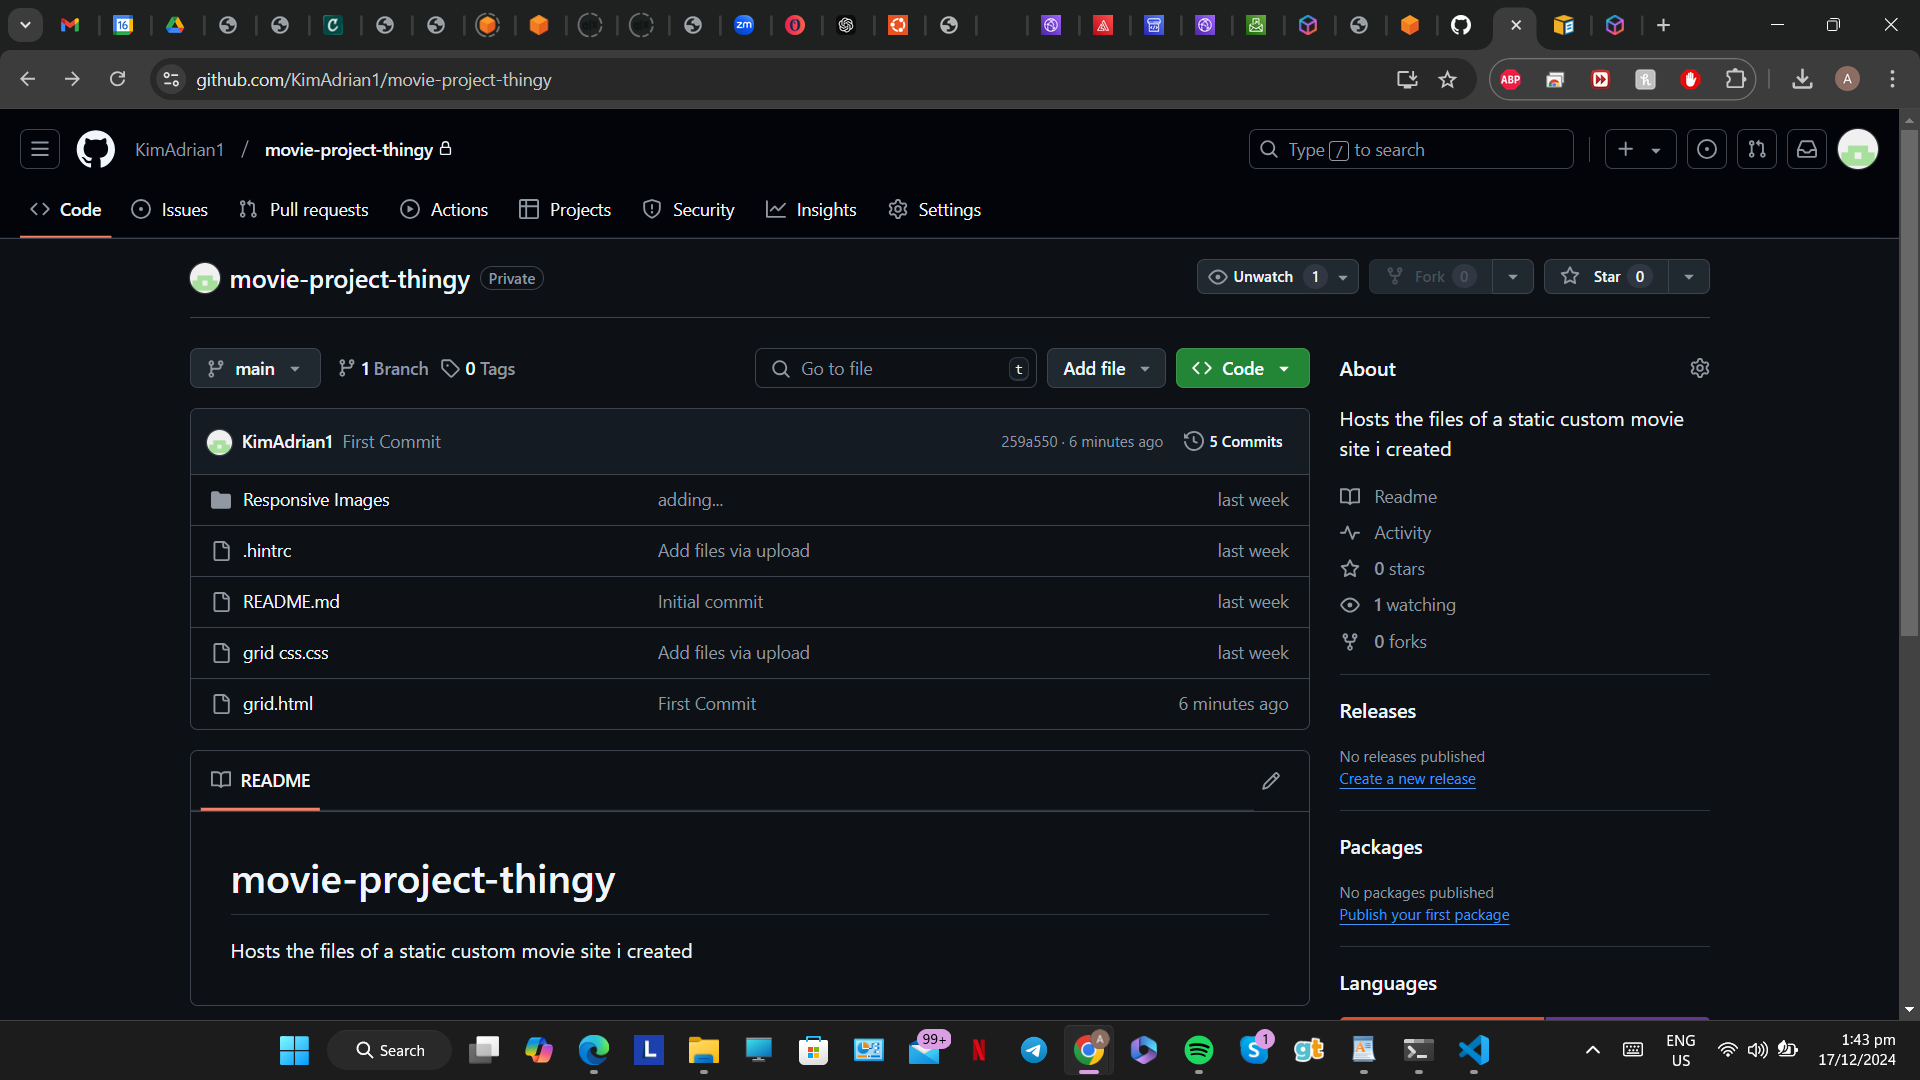 16
C
zm
github.com/KimAdrian1/movie-project-thingy
ABP
A
KimAdrian1 / movie-project-thingy
Type / to search
Code
Issues
Pull requests
Actions
Projects
Security
Insights
Settings
movie-project-thingy Private
Unwatch 1
Fork 0
Star 0
main
1 Branch
0 Tags
Go to file t
Add file
Code
KimAdrian1 First Commit 259a550 · 6 minutes ago 5 Commits
Responsive Images adding... last week
.hintrc Add files via upload last week
README.md Initial commit last week
grid css.css Add files via upload last week
grid.html First Commit 6 minutes ago
README
movie-project-thingy
Hosts the files of a static custom movie site i created
About
Hosts the files of a static custom movie
site i created
Readme
Activity
0 stars
1 watching
0 forks
Releases
No releases published
Create a new release
Packages
No packages published
Publish your first package
Languages
Search
L
99+
N
A
S 1
gt
ENG
US
1:43 pm
17/12/2024